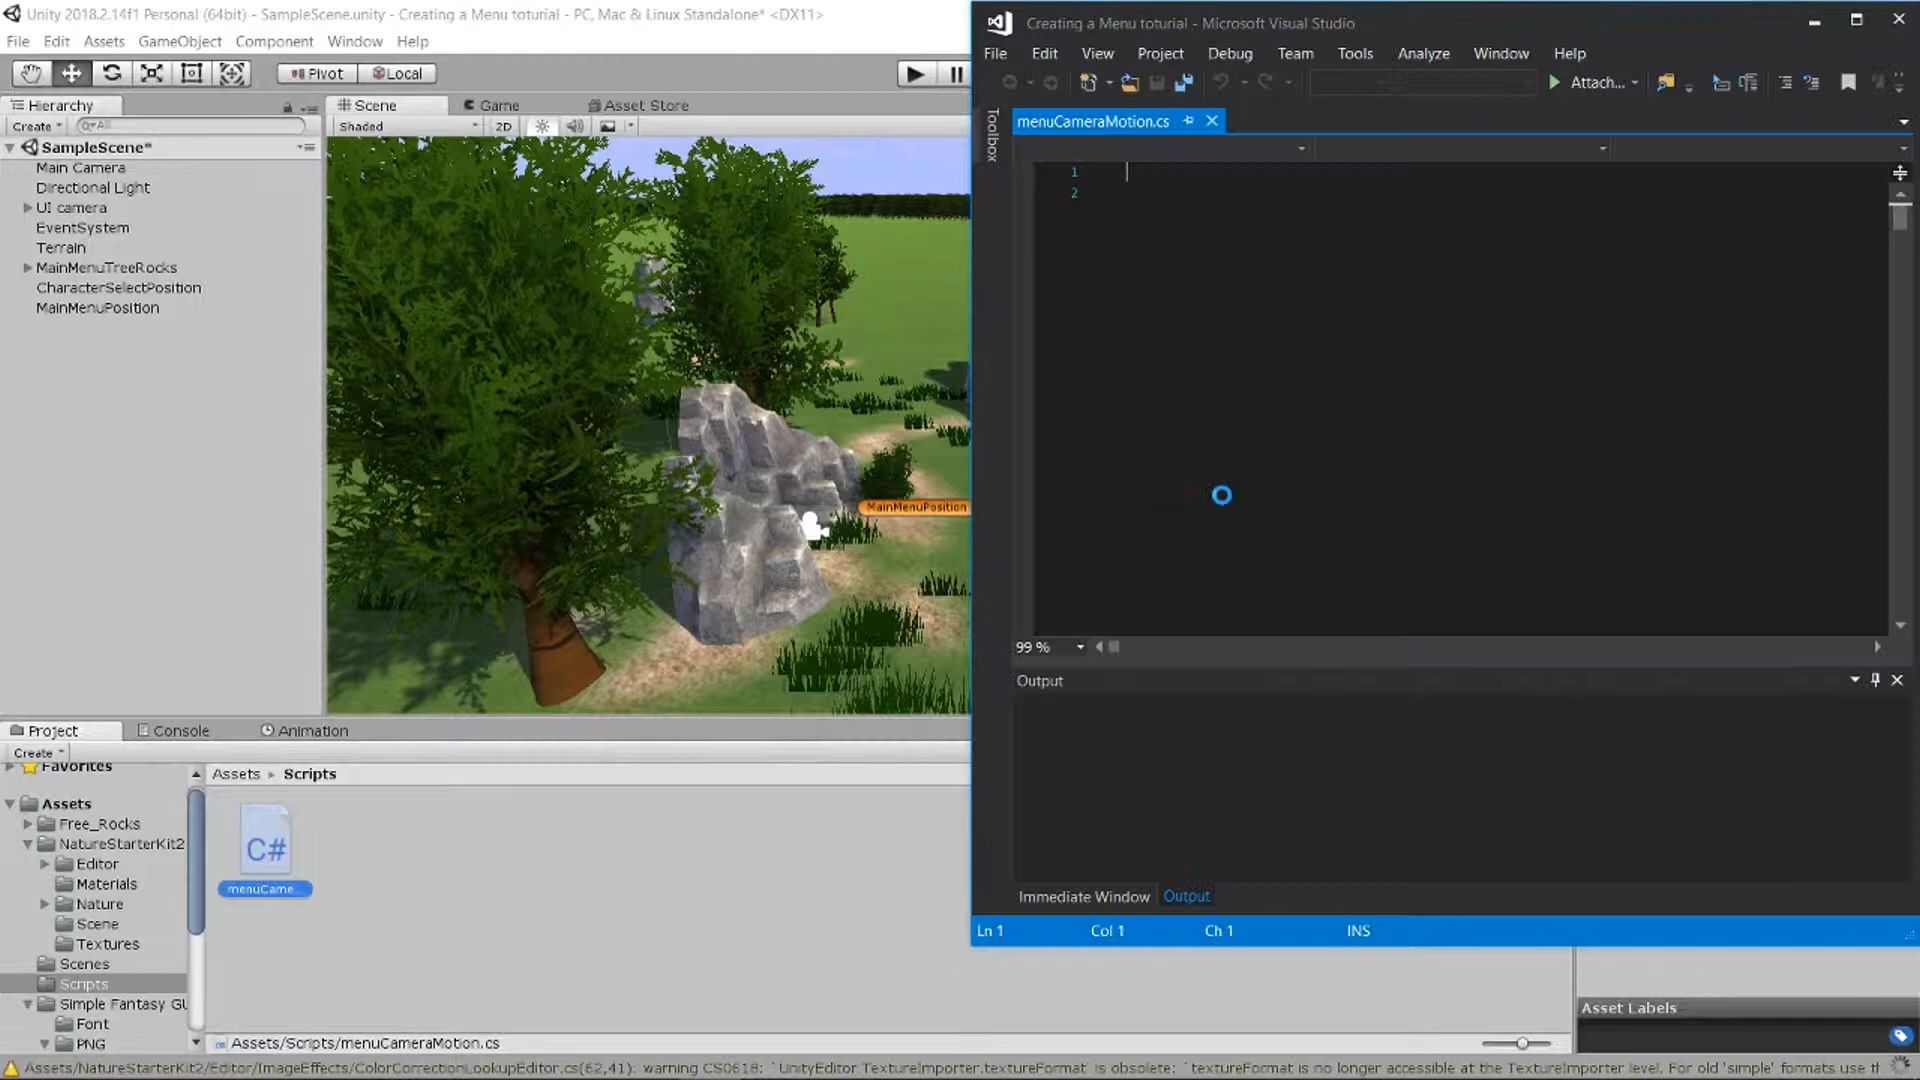 Unity 2018.2.14f1 Personal (64bit) - SampleScene.unity - Creating a Menu toturial - PC, Mac & Linux Standalone* <DX11>
File Edit Assets GameObject Component Window Help
Pivot Local
Hierarchy
Create All
SampleScene*
Main Camera
Directional Light
UI camera
EventSystem
Terrain
MainMenuTreeRocks
CharacterSelectPosition
MainMenuPosition
Scene Game Asset Store
Shaded 2D
MainMenuPosition
Creating a Menu toturial - Microsoft Visual Studio
File Edit View Project Debug Team Tools Analyze Window Help
Attach...
Toolbox
menuCameraMotion.cs
1
2
99 %
Output
Immediate Window Output
Ln 1 Col 1 Ch 1 INS
Project Console Animation
Create
Favorites
Assets
Free_Rocks
NatureStarterKit2
Editor
Materials
Nature
Scene
Textures
Scenes
Scripts
Simple Fantasy GU
Font
PNG
Assets Scripts
C#
menuCame...
Assets/Scripts/menuCameraMotion.cs
Asset Labels
Assets/NatureStarterKit2/Editor/ImageEffects/ColorCorrectionLookupEditor.cs(62,41): warning CS0618: `UnityEditor.TextureImporter.textureFormat` is obsolete: `textureFormat is no longer accessible at the TextureImporter level. For old 'simple' formats use th